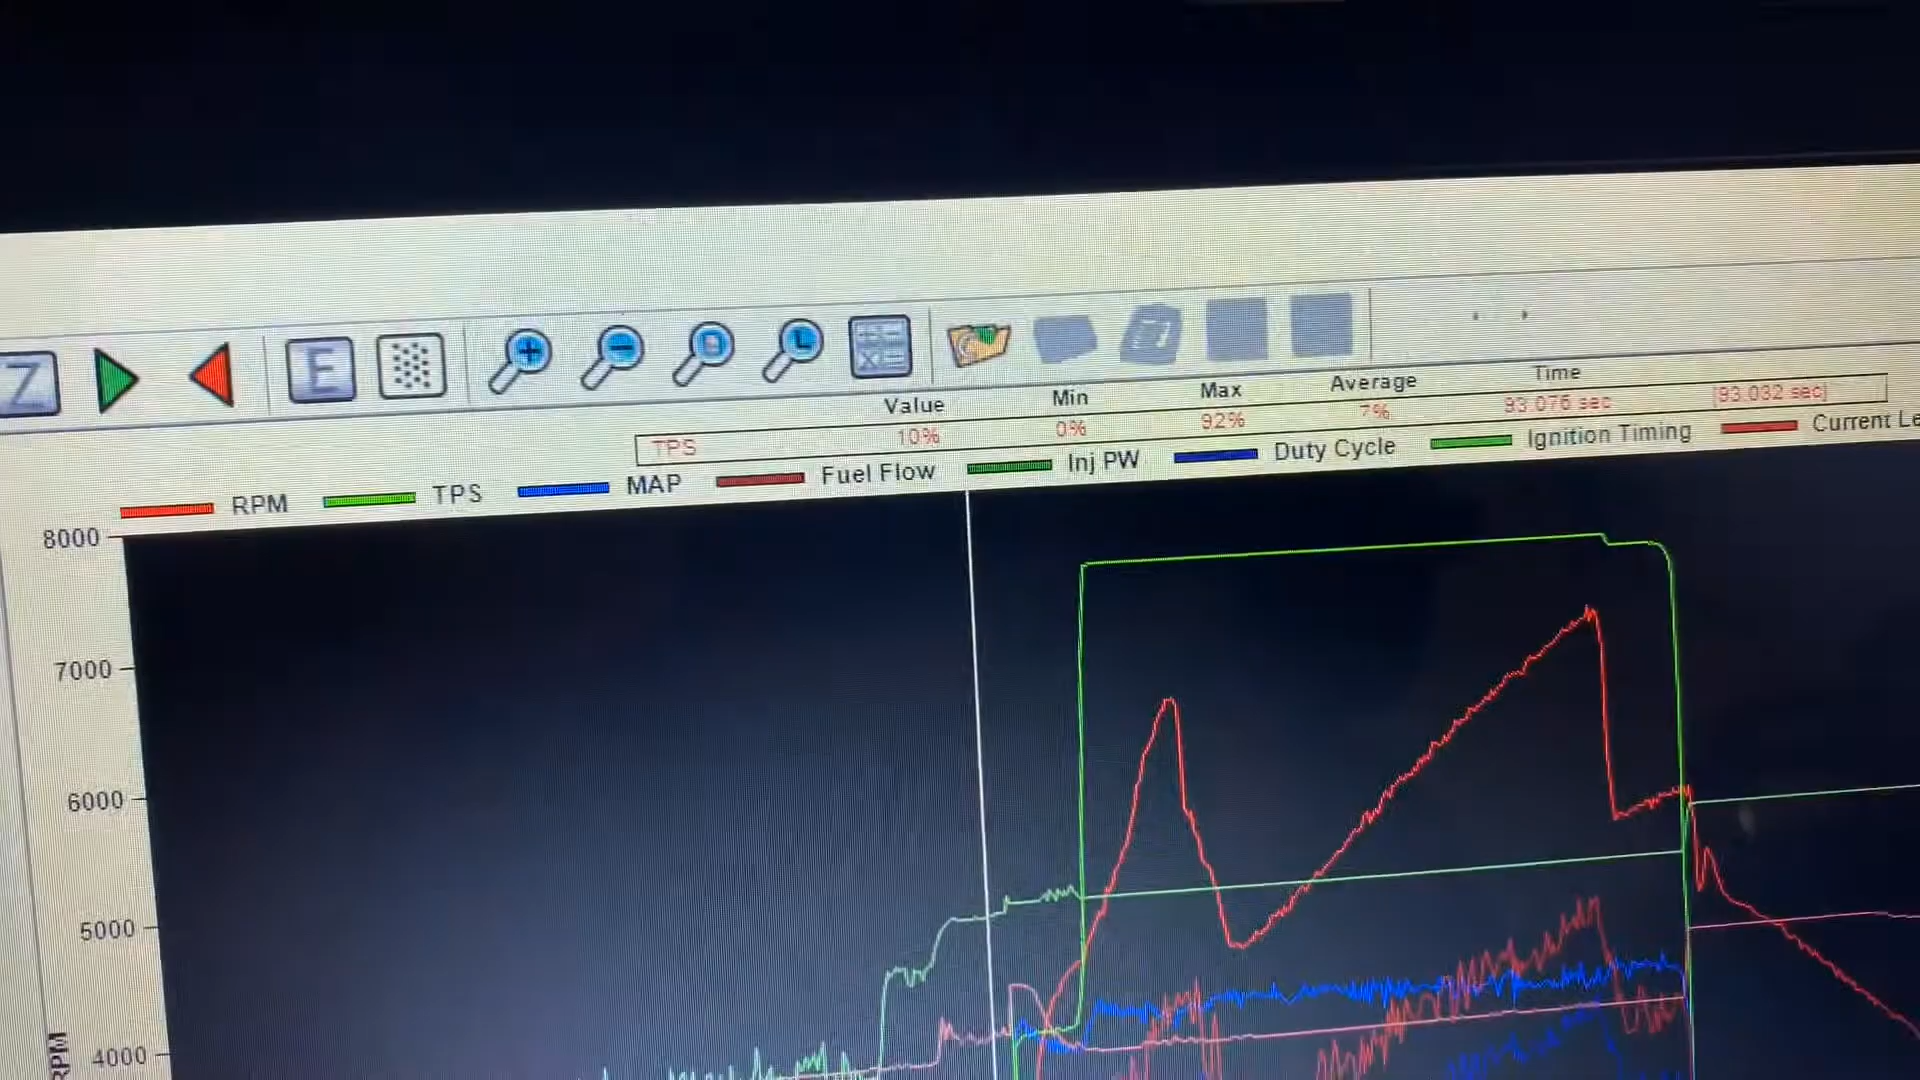 Z E
Value Min Max Average Time
TPS 10% 0% 92% 7% 93.076 sec [93.032 sec]
RPM TPS MAP Fuel Flow Inj PW Duty Cycle Ignition Timing Current Le
8000
7000
6000
5000
4000
RPM